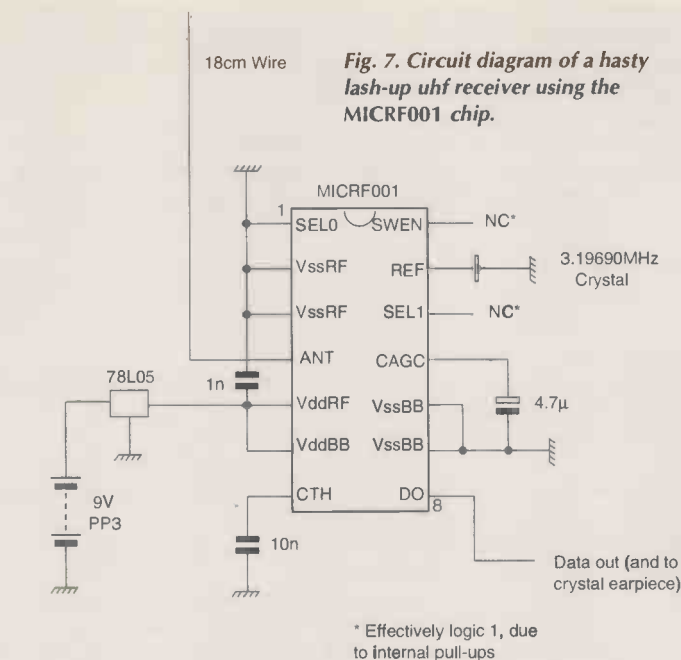 18cm Wire
Fig. 7. Circuit diagram of a hasty
lash-up uhf receiver using the
MICRF001 chip.
MICRF001
1
SEL0
SWEN
NC*
VssRF
REF
3.19690MHz
Crystal
VssRF
SEL1
NC*
ANT
CAGC
78L05
1n
VddRF
VssBB
4.7µ
VddBB
VssBB
9V
PP3
CTH
DO
8
10n
Data out (and to
crystal earpiece)
* Effectively logic 1, due
to internal pull-ups